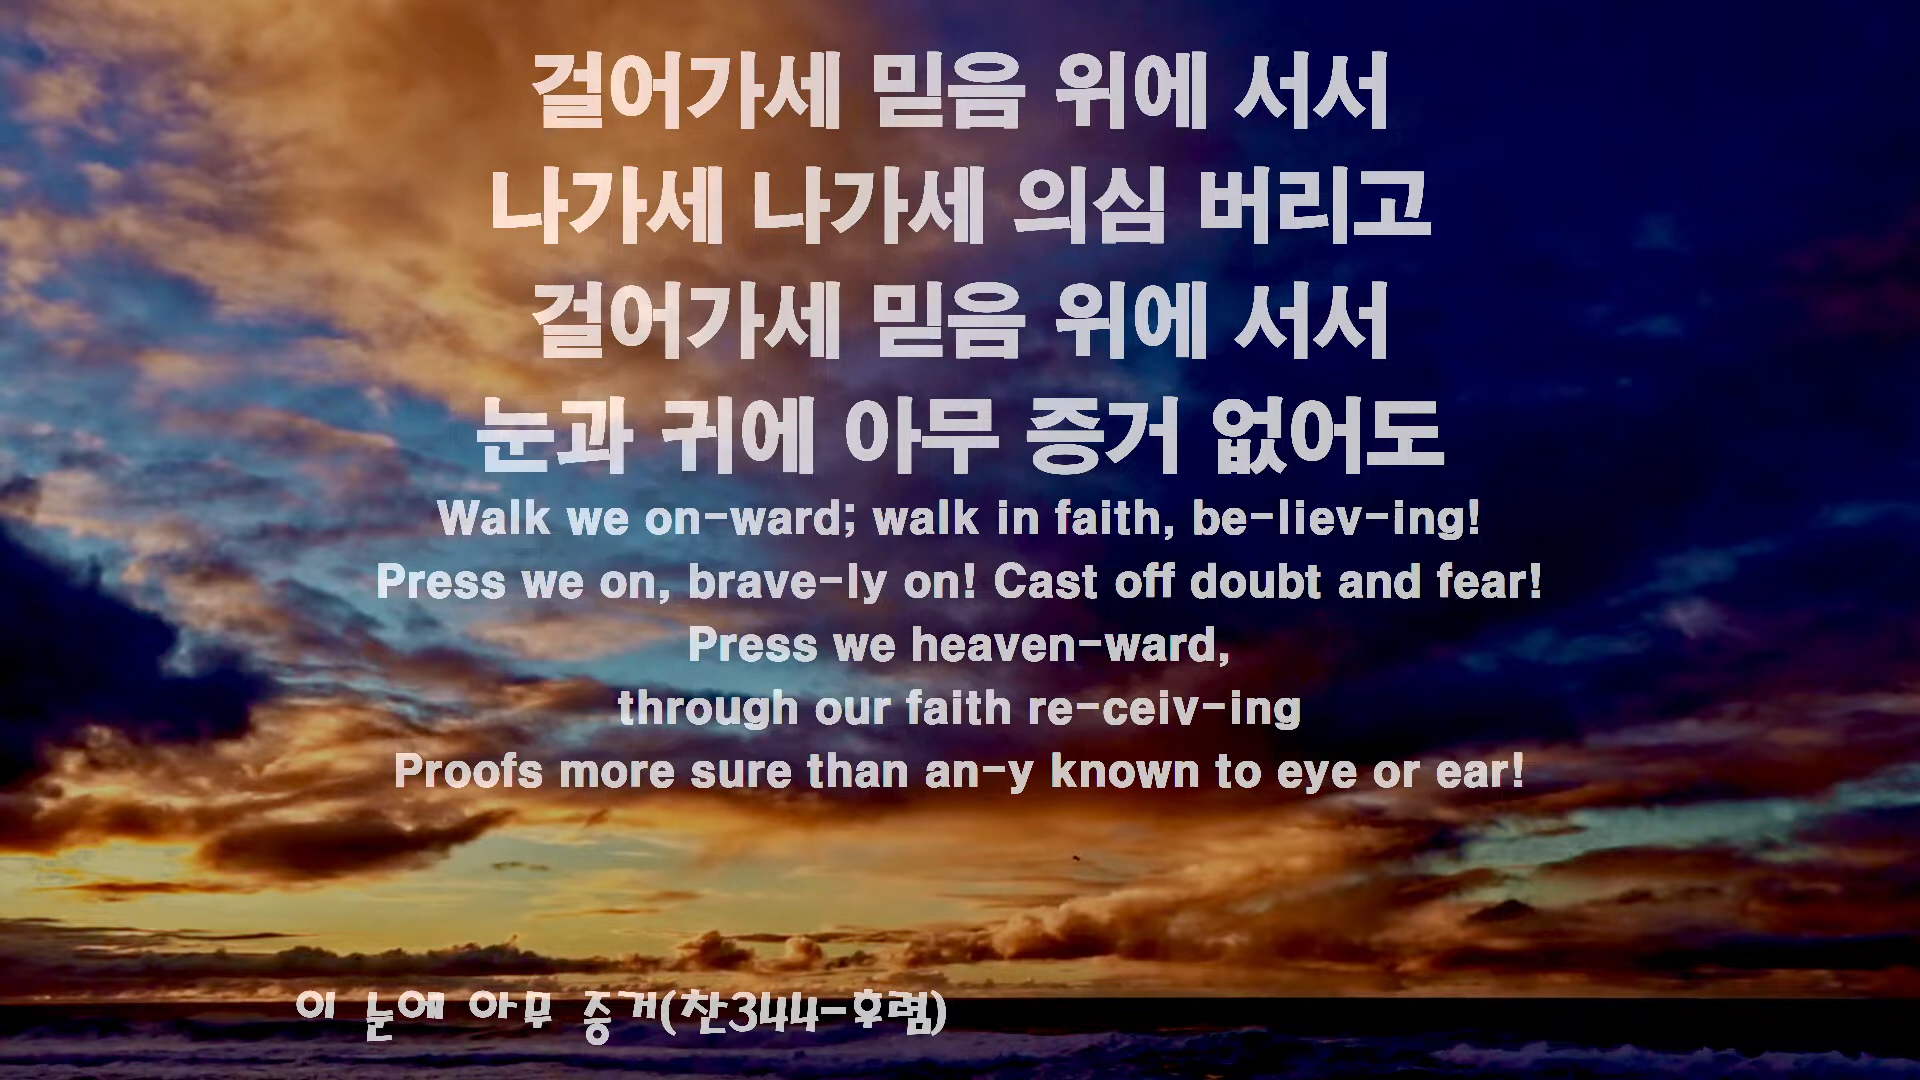 걸어가세 믿음 위에 서서
나가세 나가세 의심 버리고
걸어가세 믿음 위에 서서
눈과 귀에 아무 증거 없어도
Walk we on-ward; walk in faith, be-liev-ing!
Press we on, brave-ly on! Cast off doubt and fear!
Press we heaven-ward,
through our faith re-ceiv-ing
Proofs more sure than an-y known to eye or ear!
이 눈에 아무 증거(찬344-후렴)